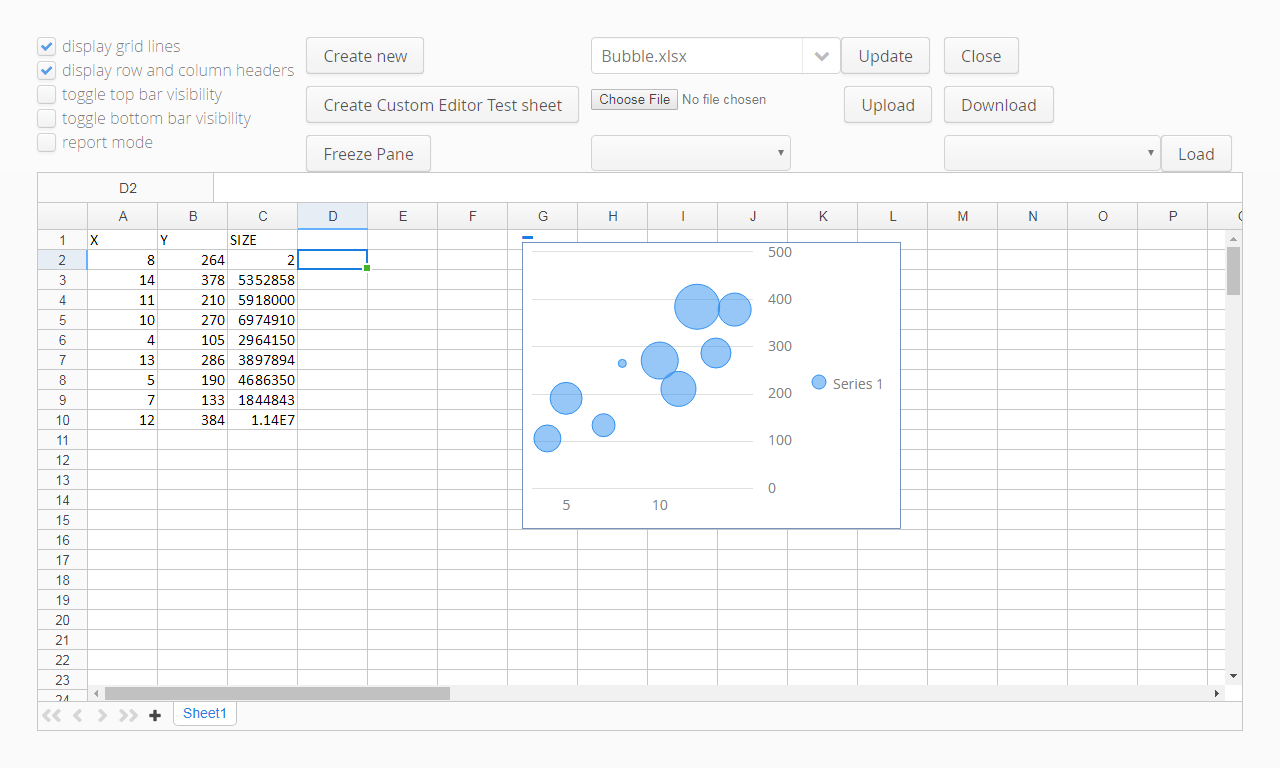 display grid lines
display row and column headers
toggle top bar visibility
toggle bottom bar visibility
report mode
Create new
Bubble.xlsx
Update
Close
Create Custom Editor Test sheet
Choose File No file chosen
Upload
Download
Freeze Pane
Load
D2
A B C D E F G H I J K L M N O P
1 X Y SIZE
2 8 264 2
3 14 378 5352858
4 11 210 5918000
5 10 270 6974910
6 4 105 2964150
7 13 286 3897894
8 5 190 4686350
9 7 133 1844843
10 12 384 1.14E7
11
12
13
14
15
16
17
18
19
20
21
22
23
24
500
400
300
200
100
0
5 10
Series 1
Sheet1